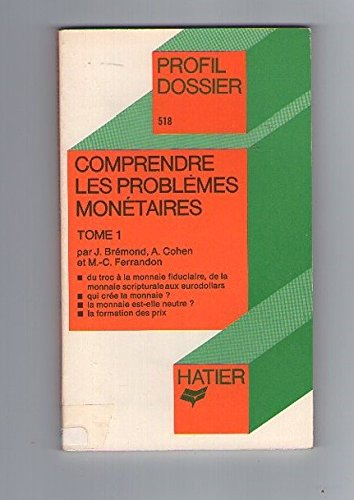 PROFIL
DOSSIER
518
COMPRENDRE
LES PROBLÈMES
MONÉTAIRES
TOME 1
par J. Brémond, A. Cohen
et M.-C. Ferrandon
■ du troc à la monnaie fiduciaire, de la
monnaie scripturale aux eurodollars
■ qui crée la monnaie ?
■ la monnaie est-elle neutre ?
■ la formation des prix
HATIER